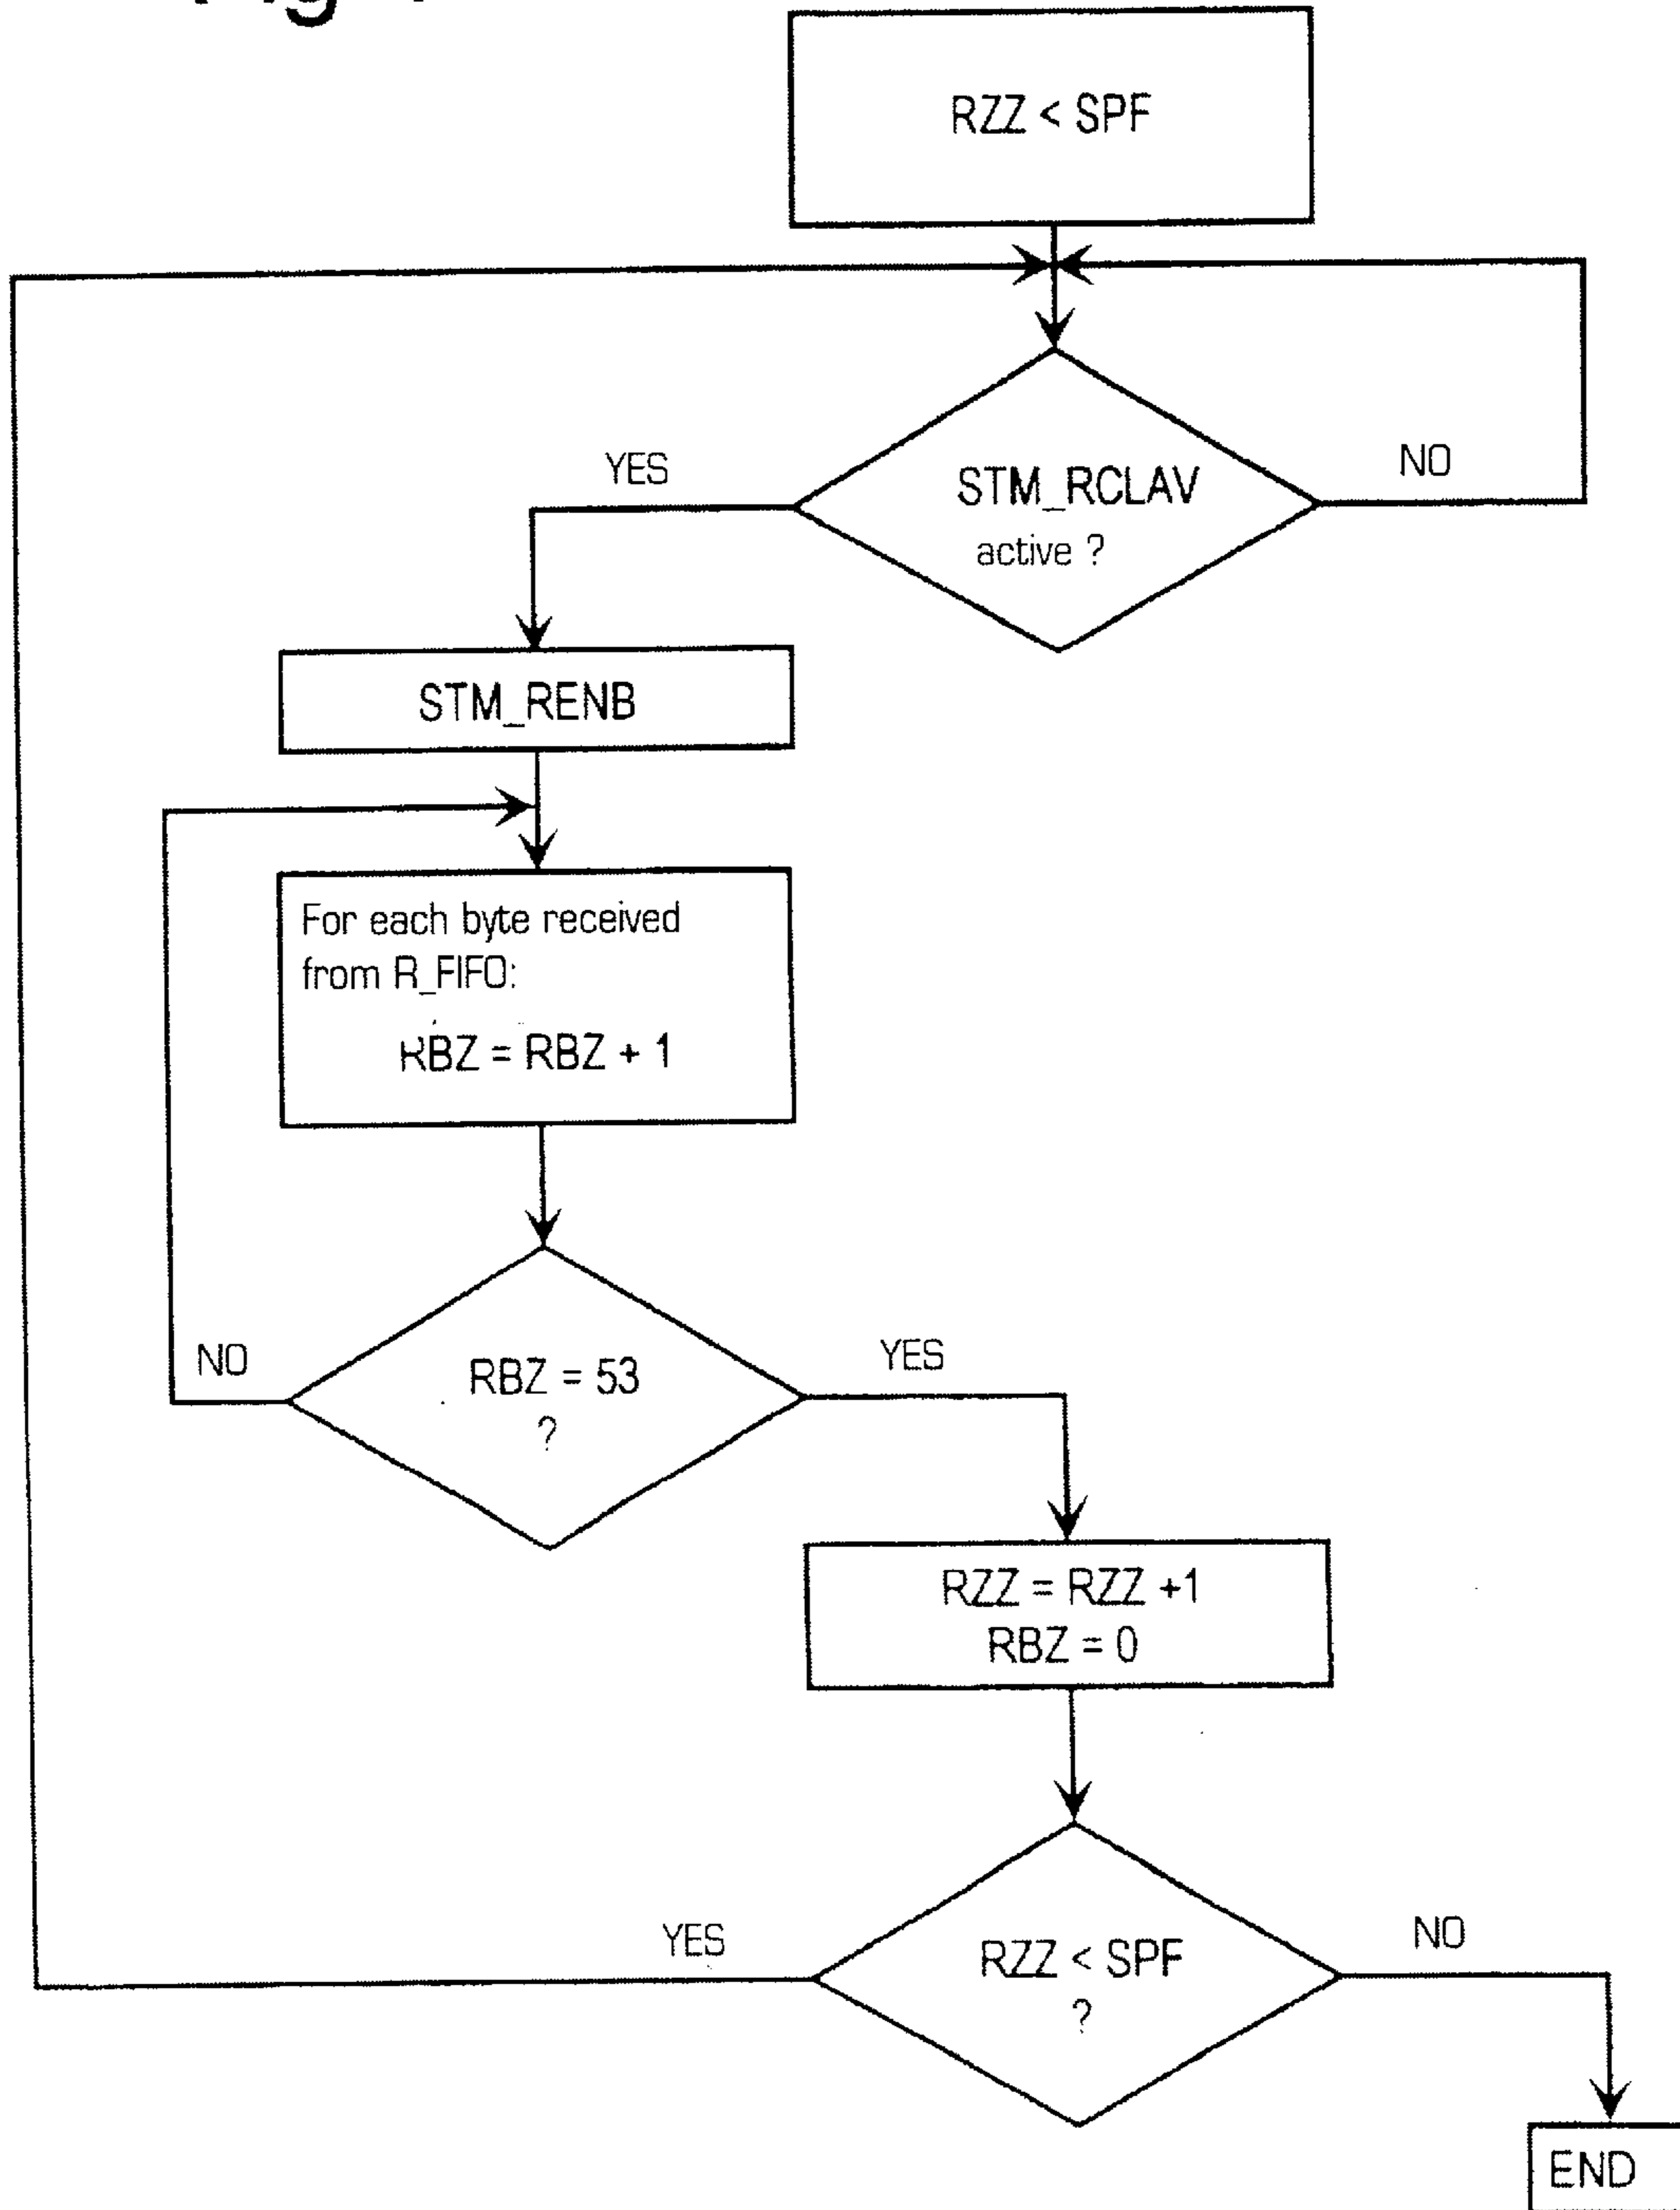 RZZ < SPF
YES
STM_RCLAV
active ?
NO
STM_RENB
For each byte received
from R_FIFO:
RBZ = RBZ + 1
NO
RBZ = 53
?
YES
RZZ = RZZ +1
RBZ = 0
YES
RZZ < SPF
?
NO
END